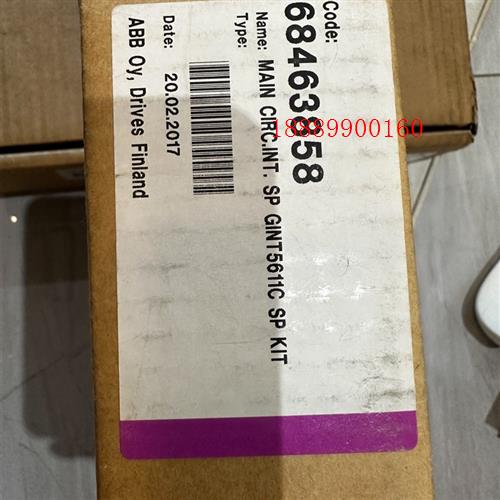 Code:
68463858
Name: MAIN CIRC.INT. SP GINT5611C SP KIT
Type:
Date: 20.02.2017
ABB Oy, Drives Finland
18889900160